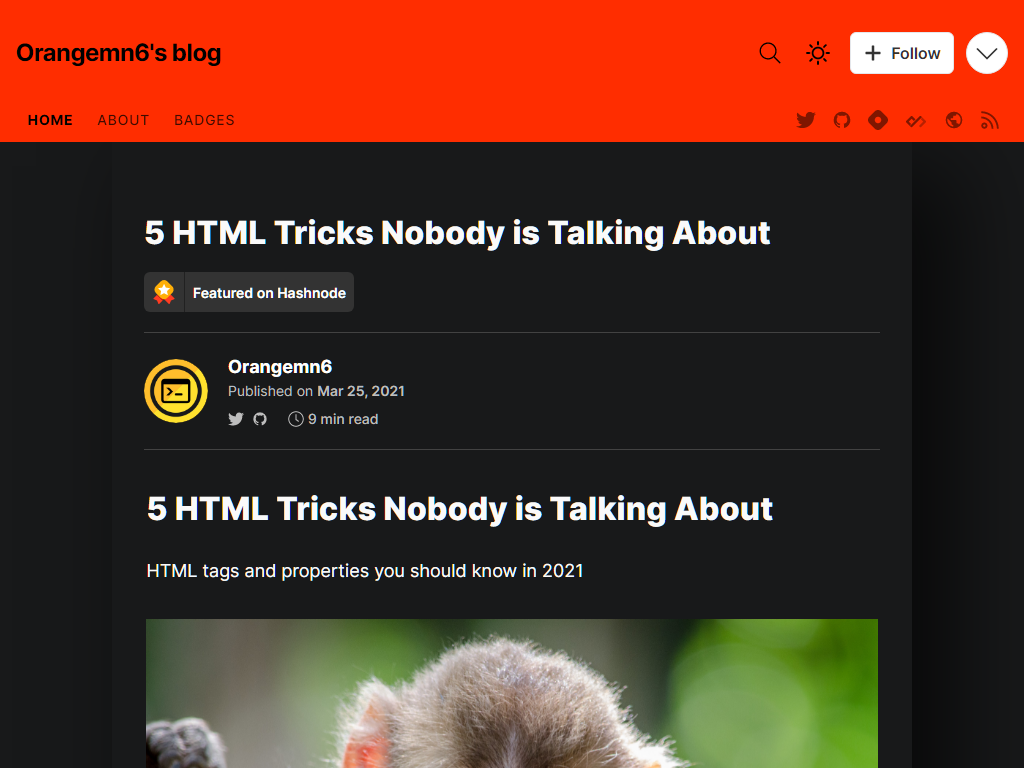 Orangemn6's blog
Follow
HOME ABOUT BADGES
5 HTML Tricks Nobody is Talking About
Featured on Hashnode
Orangemn6
Published on Mar 25, 2021
9 min read
5 HTML Tricks Nobody is Talking About
HTML tags and properties you should know in 2021